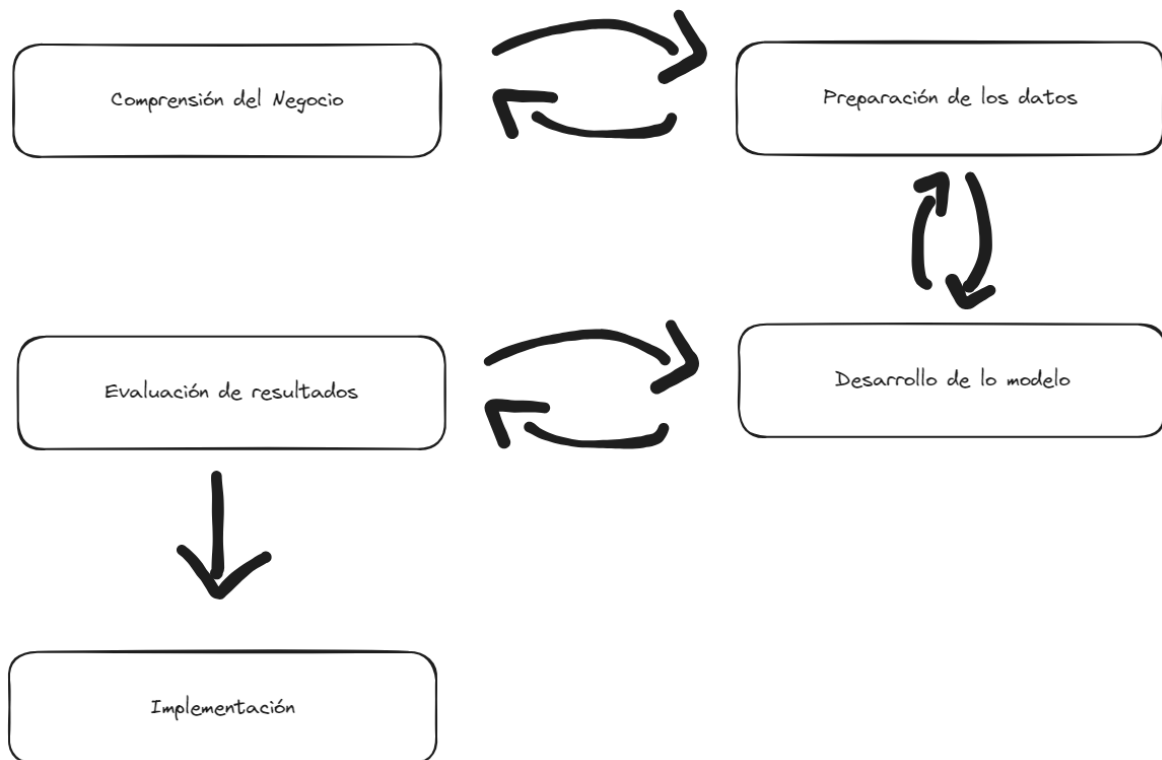 Comprensión del Negocio
Preparación de los datos
Evaluación de resultados
Desarrollo de lo modelo
Implementación